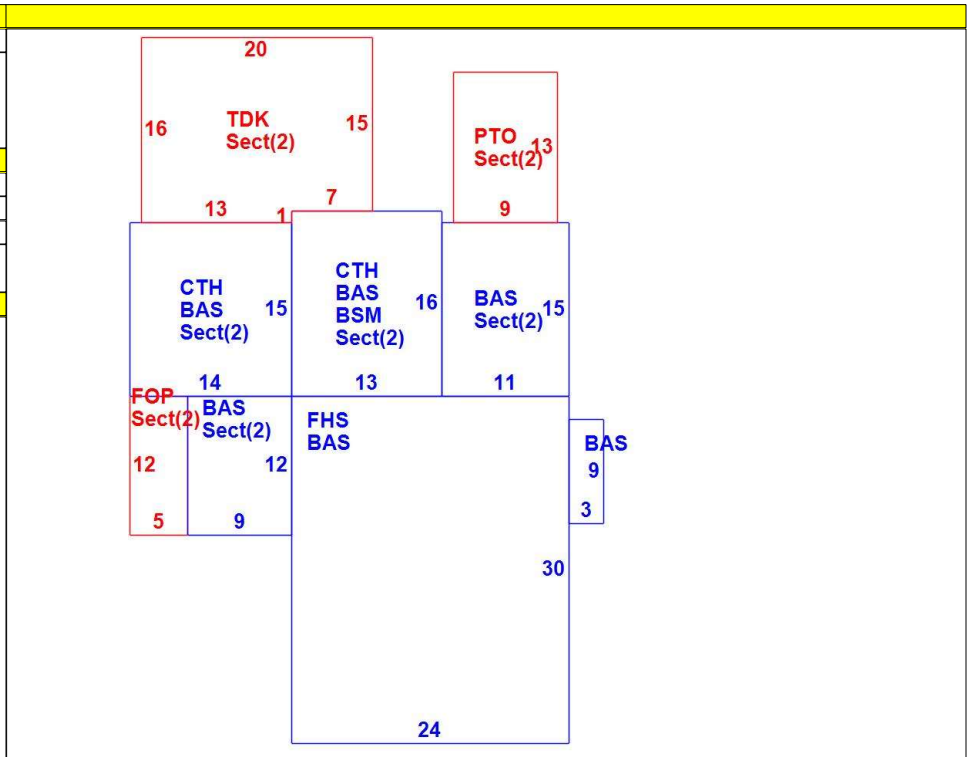 20
16
TDK
Sect(2)
15
PTO
Sect(2)
13
13
1
7
9
CTH
BAS
Sect(2)
15
14
CTH
BAS
BSM
Sect(2)
16
13
BAS
Sect(2)
15
11
FOP
Sect(2)
12
5
BAS
Sect(2)
12
9
FHS
BAS
30
24
BAS
9
3